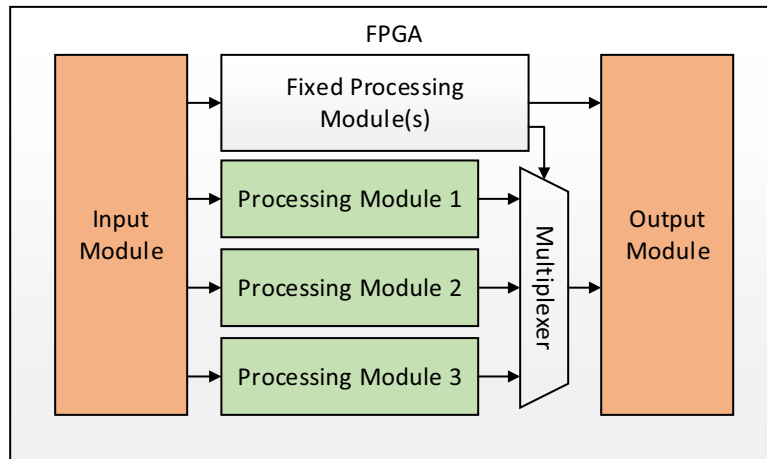 FPGA
Fixed Processing
Module(s)
Input
Module
Processing Module 1
Processing Module 2
Processing Module 3
Multiplexer
Output
Module